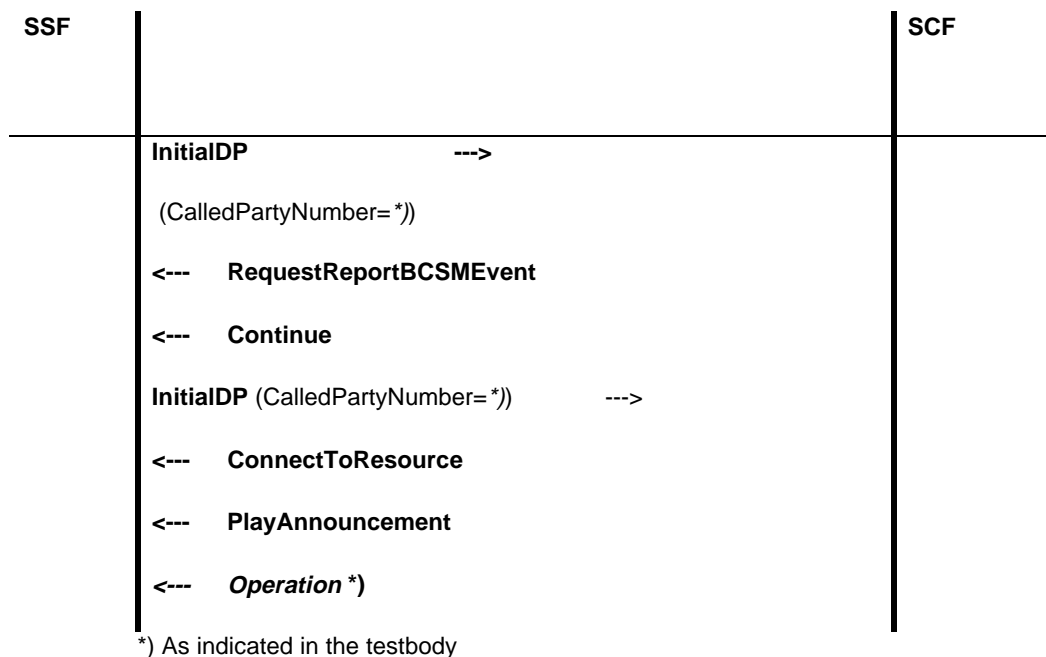 SSF SCF
InitialDP --->
(CalledPartyNumber=*))
<--- RequestReportBCSMEvent
<--- Continue
InitialDP (CalledPartyNumber=*)) --->
<--- ConnectToResource
<--- PlayAnnouncement
<--- Operation *)
*) As indicated in the testbody